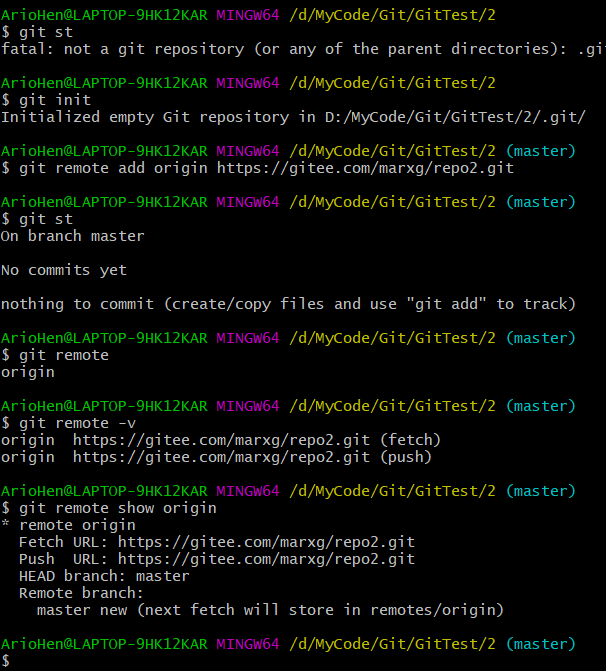 ArioHen@LAPTOP-9HK12KAR MINGW64 /d/MyCode/Git/GitTest/2
$ git st
fatal: not a git repository (or any of the parent directories): .gi
ArioHen@LAPTOP-9HK12KAR MINGW64 /d/MyCode/Git/GitTest/2
$ git init
Initialized empty Git repository in D:/MyCode/Git/GitTest/2/.git/
ArioHen@LAPTOP-9HK12KAR MINGW64 /d/MyCode/Git/GitTest/2 (master)
$ git remote add origin https://gitee.com/marxg/repo2.git
ArioHen@LAPTOP-9HK12KAR MINGW64 /d/MyCode/Git/GitTest/2 (master)
$ git st
On branch master
No commits yet
nothing to commit (create/copy files and use "git add" to track)
ArioHen@LAPTOP-9HK12KAR MINGW64 /d/MyCode/Git/GitTest/2 (master)
$ git remote
origin
ArioHen@LAPTOP-9HK12KAR MINGW64 /d/MyCode/Git/GitTest/2 (master)
$ git remote -v
origin  https://gitee.com/marxg/repo2.git (fetch)
origin  https://gitee.com/marxg/repo2.git (push)
ArioHen@LAPTOP-9HK12KAR MINGW64 /d/MyCode/Git/GitTest/2 (master)
$ git remote show origin
* remote origin
  Fetch URL: https://gitee.com/marxg/repo2.git
  Push  URL: https://gitee.com/marxg/repo2.git
  HEAD branch: master
  Remote branch:
    master new (next fetch will store in remotes/origin)
ArioHen@LAPTOP-9HK12KAR MINGW64 /d/MyCode/Git/GitTest/2 (master)
$